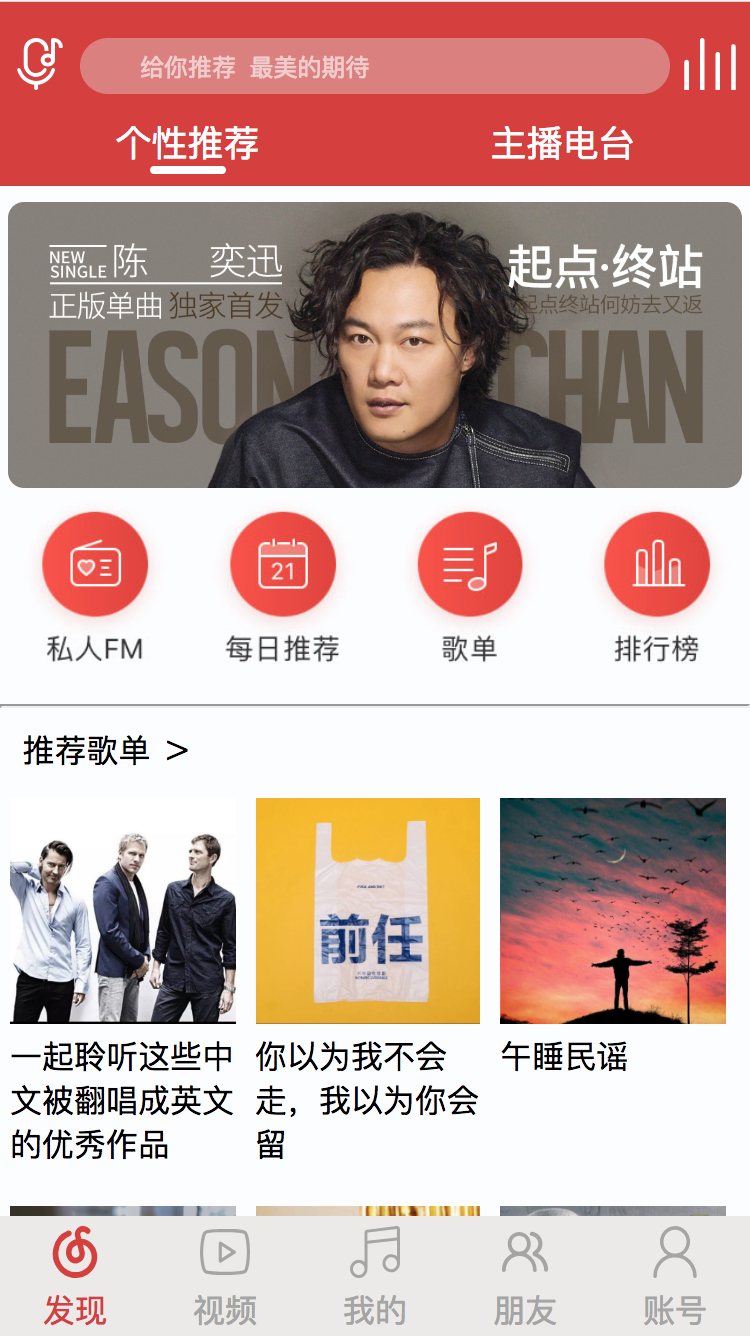 给你推荐 最美的期待
个性推荐 主播电台
NEW SINGLE 陈 奕迅
正版单曲 独家首发
起点·终站
起点终站何妨去又返
EASON CHAN
21
私人FM 每日推荐 歌单 排行榜
推荐歌单 >
前任
一起聆听这些中
文被翻唱成英文
的优秀作品
你以为我不会
走，我以为你会
留
午睡民谣
发现 视频 我的 朋友 账号